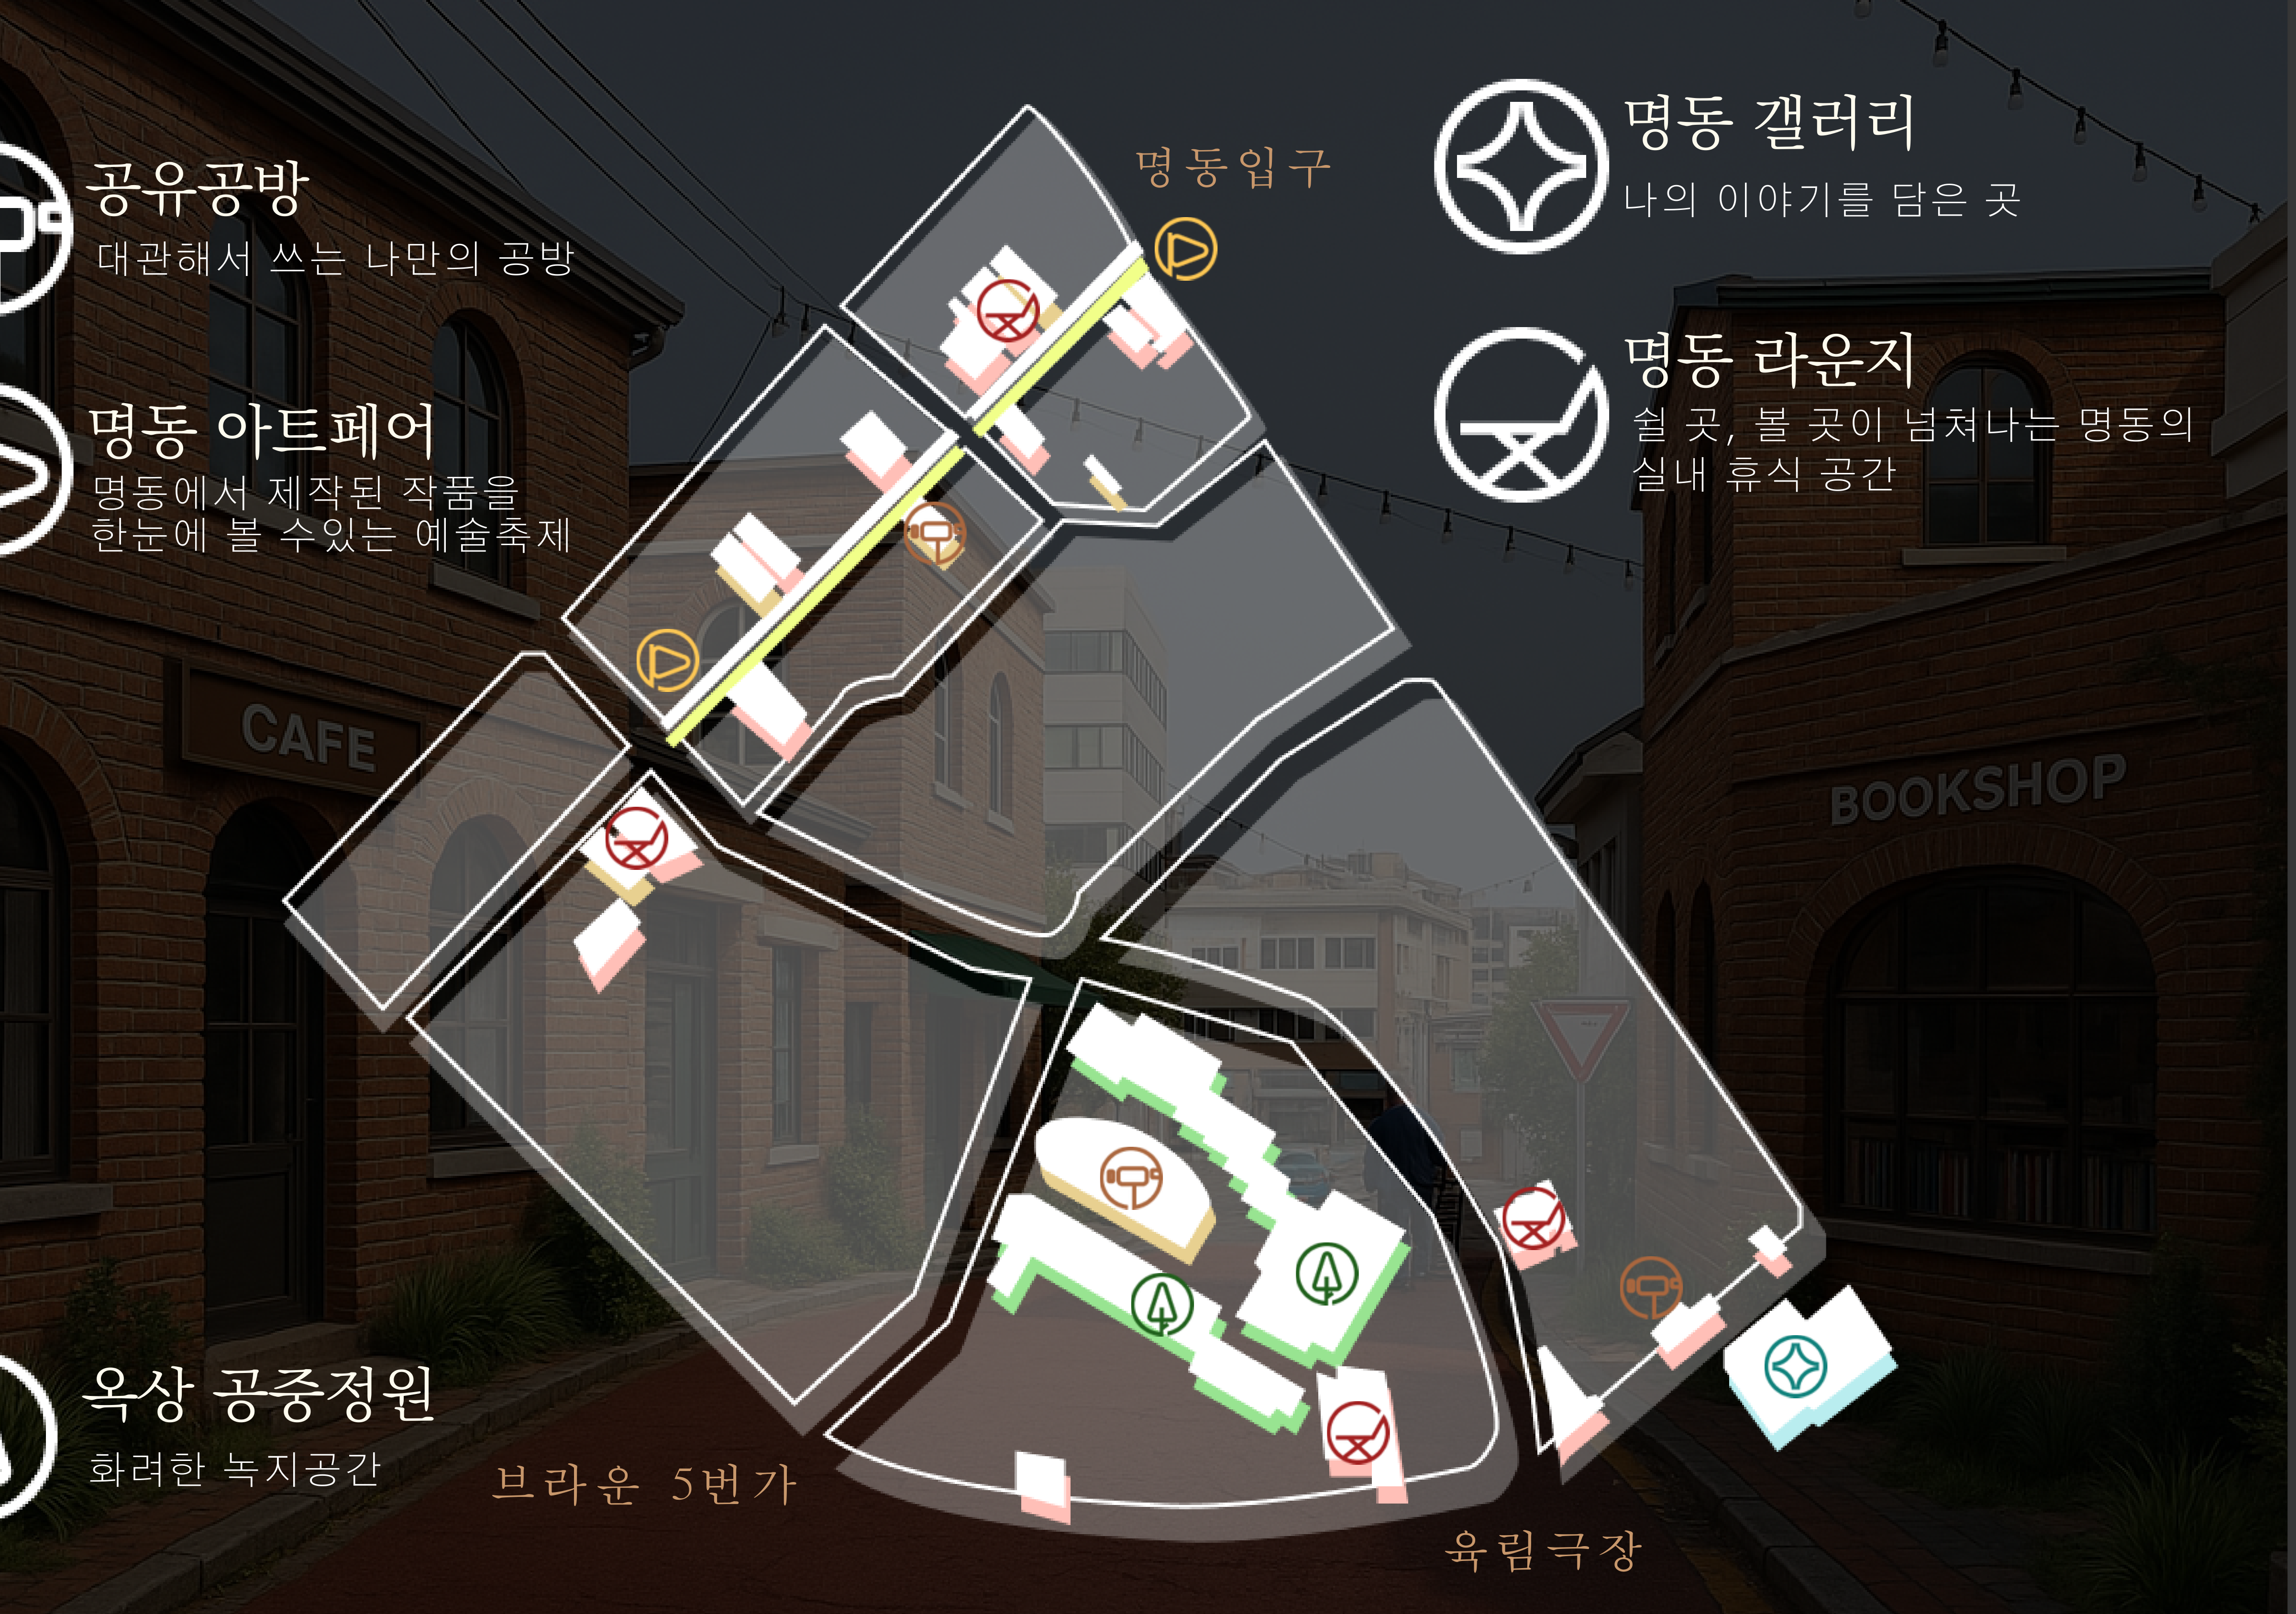 공유공방
대관해서 쓰는 나만의 공방
명동 아트페어
명동에서 제작된 작품을
한눈에 볼 수있는 예술축제
옥상 공중정원
화려한 녹지공간
명동입구
브라운 5번가
육림극장
명동 갤러리
나의 이야기를 담은 곳
명동 라운지
쉴 곳, 볼 곳이 넘쳐나는 명동의
실내 휴식 공간
CAFE
BOOKSHOP